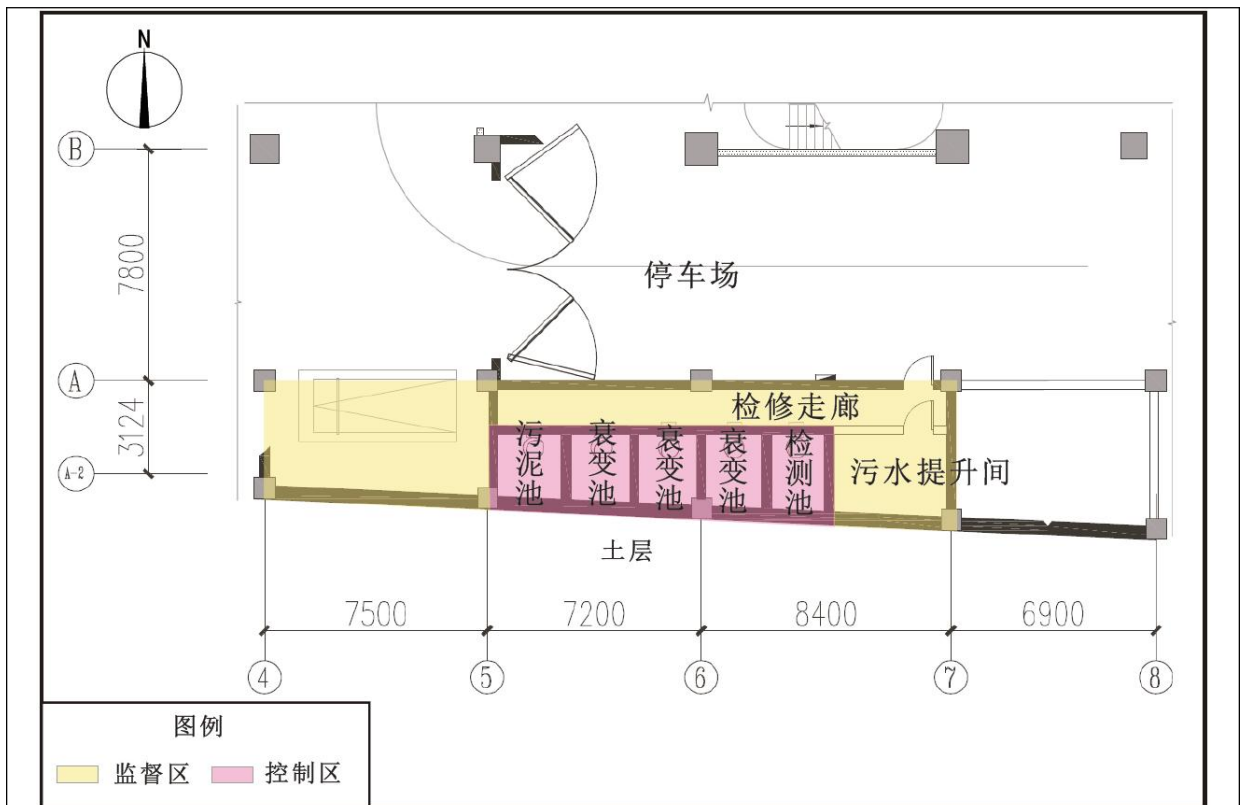 N
B
7800
停车场
A
3124
A-2
检修走廊
污泥池
衰变池
衰变池
衰变池
检测池
污水提升间
土层
7500
7200
8400
6900
4
5
6
7
8
图例
监督区
控制区